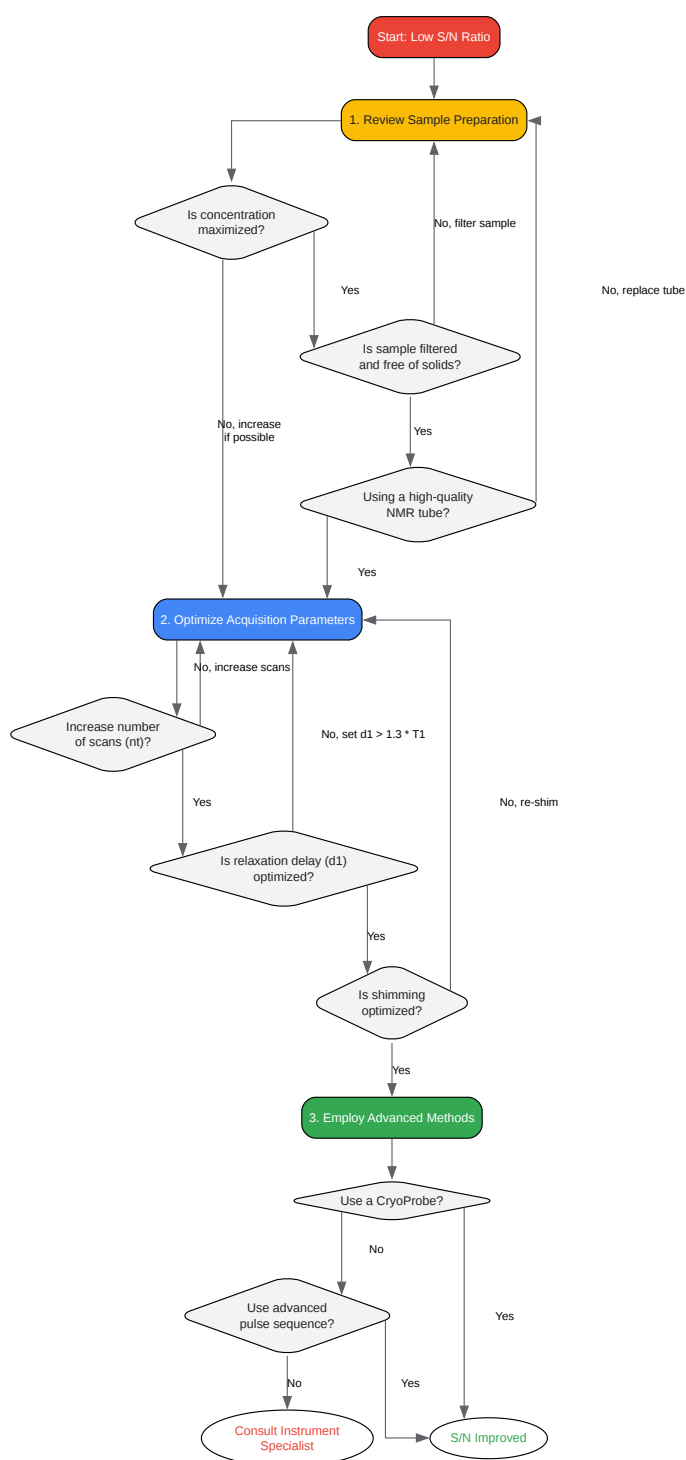 Start: Low S/N Ratio
1. Review Sample Preparation
Is concentration
maximized?
No, filter sample
Yes
No, replace tube
Is sample filtered
and free of solids?
No, increase
if possible
Yes
Using a high-quality
NMR tube?
Yes
2. Optimize Acquisition Parameters
No, increase scans
Increase number
of scans (nt)?
No, set d1 > 1.3 * T1
Yes
No, re-shim
Is relaxation delay (d1)
optimized?
Yes
Is shimming
optimized?
Yes
3. Employ Advanced Methods
Use a CryoProbe?
No
Use advanced
pulse sequence?
Yes
No
Yes
Consult Instrument
Specialist
S/N Improved